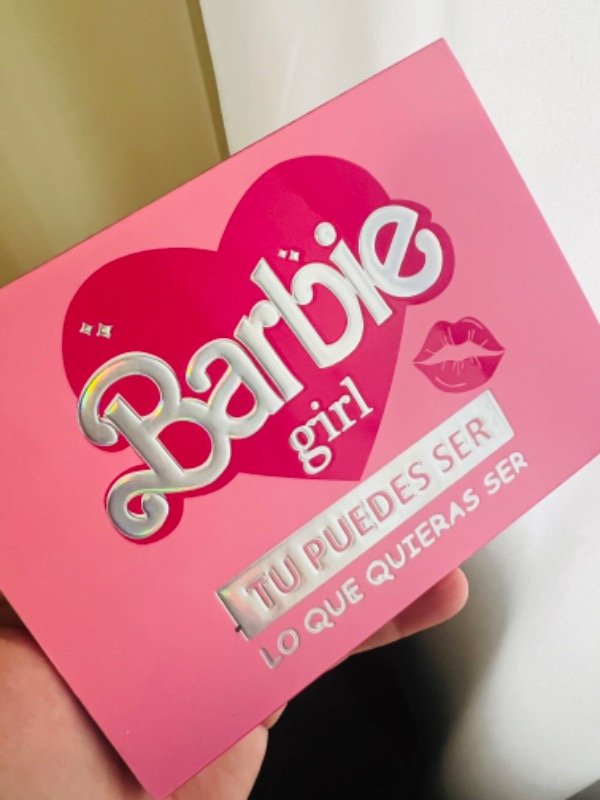 Barbie
girl
TU PUEDES SER
LO QUE QUIERAS SER